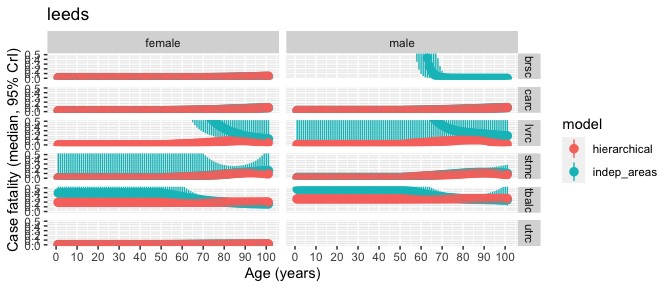 leeds
female
male
Case fatality (median, 95% CrI)
brsc
carc
lvrc
stmc
tbalc
utrc
0 10 20 30 40 50 60 70 80 90 100
0 10 20 30 40 50 60 70 80 90 100
Age (years)
model
hierarchical
indep_areas